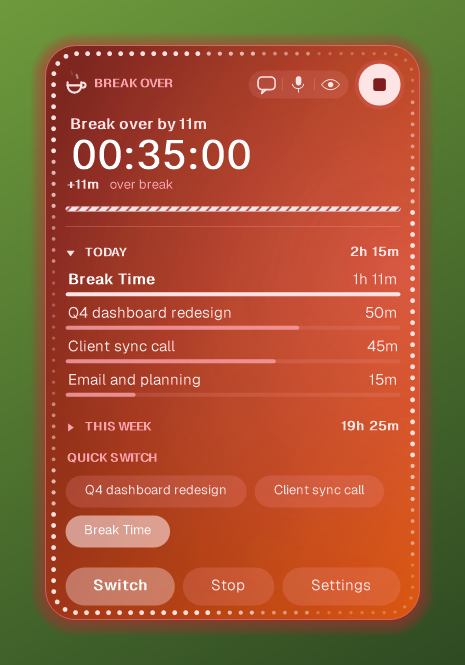 BREAK OVER
Break over by 11m
00:35:00
+11m over break
TODAY 2h 15m
Break Time 1h 11m
Q4 dashboard redesign 50m
Client sync call 45m
Email and planning 15m
THIS WEEK 19h 25m
QUICK SWITCH
Q4 dashboard redesign Client sync call
Break Time
Switch Stop Settings